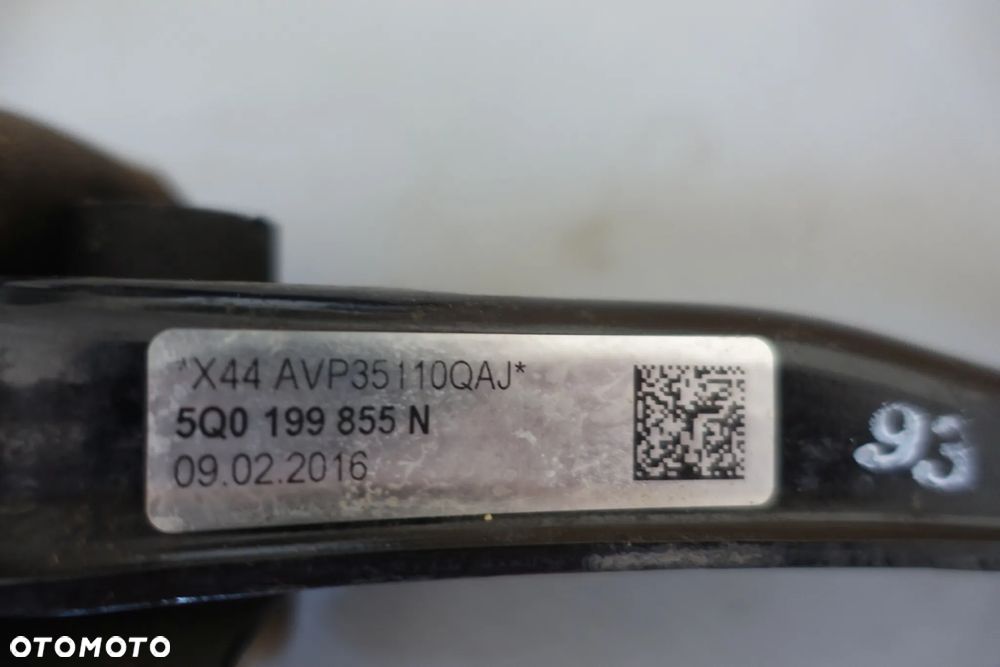 *X44 AVP35110QAJ*
5Q0 199 855 N
09.02.2016
93
OTOMOTO